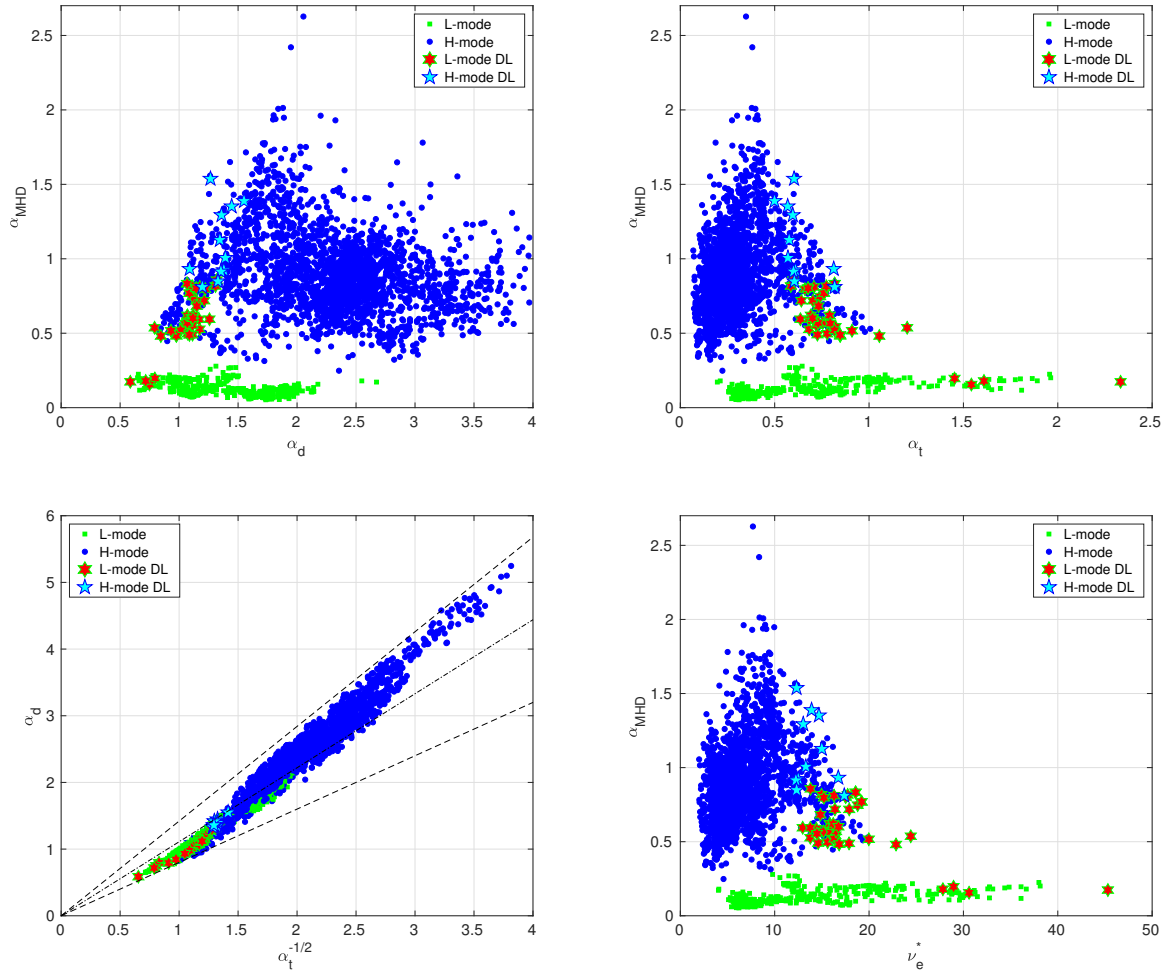 L-mode
H-mode
L-mode DL
H-mode DL
2.5
2
1.5
1
0.5
0
α_MHD
0 0.5 1 1.5 2 2.5 3 3.5 4
α_d
L-mode
H-mode
L-mode DL
H-mode DL
2.5
2
1.5
1
0.5
0
α_MHD
0 0.5 1 1.5 2 2.5
α_t
L-mode
H-mode
L-mode DL
H-mode DL
6
5
4
3
2
1
0
α_d
0 0.5 1 1.5 2 2.5 3 3.5 4
α_t^-1/2
L-mode
H-mode
L-mode DL
H-mode DL
2.5
2
1.5
1
0.5
0
α_MHD
0 10 20 30 40 50
ν_e^*